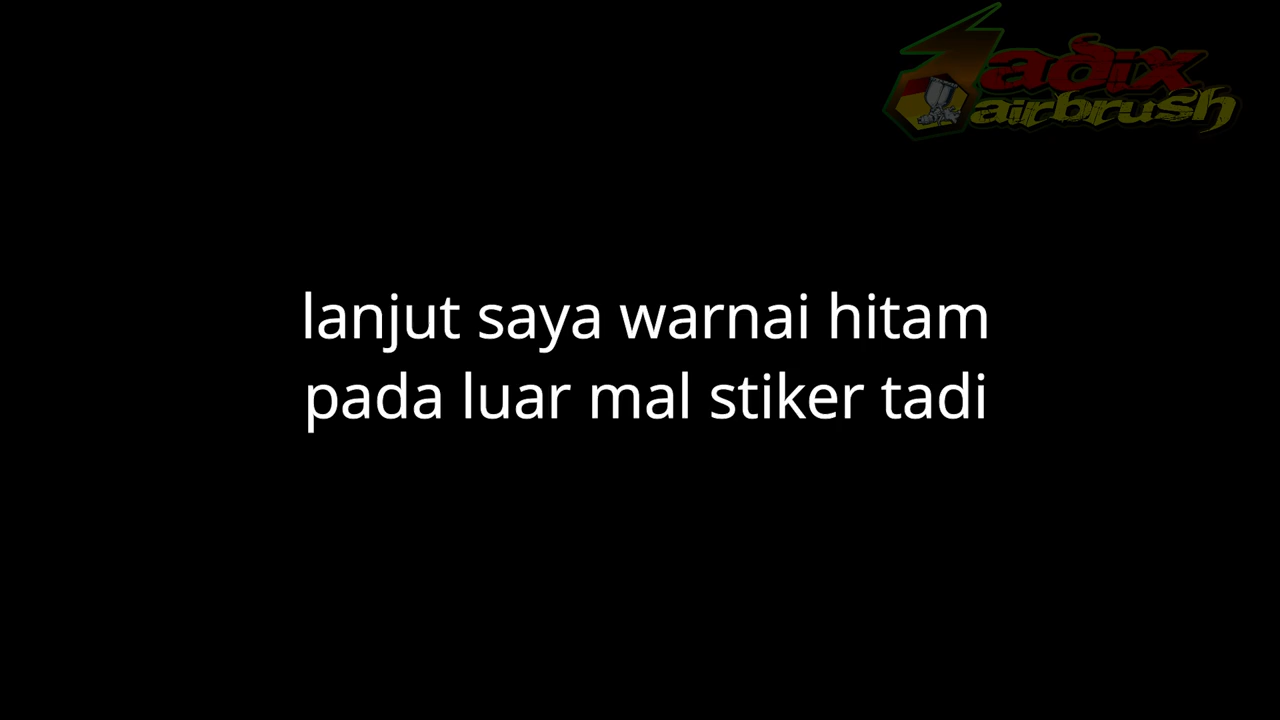 adix
airbrush
lanjut saya warnai hitam
pada luar mal stiker tadi